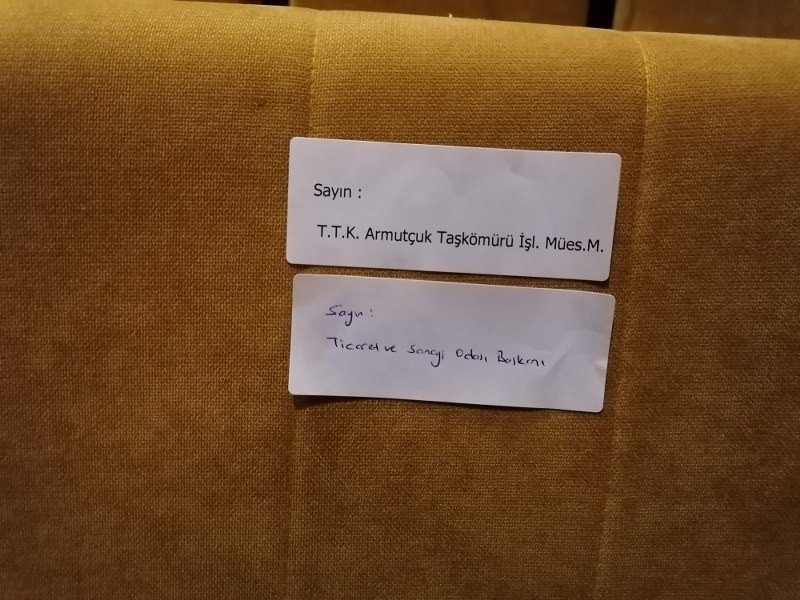 Sayın :
T.T.K. Armutçuk Taşkömürü İşl. Mües.M.
Sayın :
Ticaret ve Sanayi Odası Başkanı